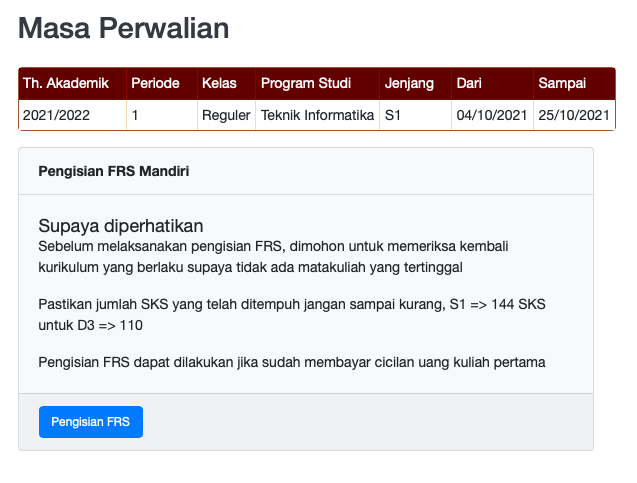 Masa Perwalian
Th. Akademik Periode Kelas Program Studi Jenjang Dari Sampai
2021/2022 1 Reguler Teknik Informatika S1 04/10/2021 25/10/2021
Pengisian FRS Mandiri
Supaya diperhatikan
Sebelum melaksanakan pengisian FRS, dimohon untuk memeriksa kembali
kurikulum yang berlaku supaya tidak ada matakuliah yang tertinggal
Pastikan jumlah SKS yang telah ditempuh jangan sampai kurang, S1 => 144 SKS
untuk D3 => 110
Pengisian FRS dapat dilakukan jika sudah membayar cicilan uang kuliah pertama
Pengisian FRS